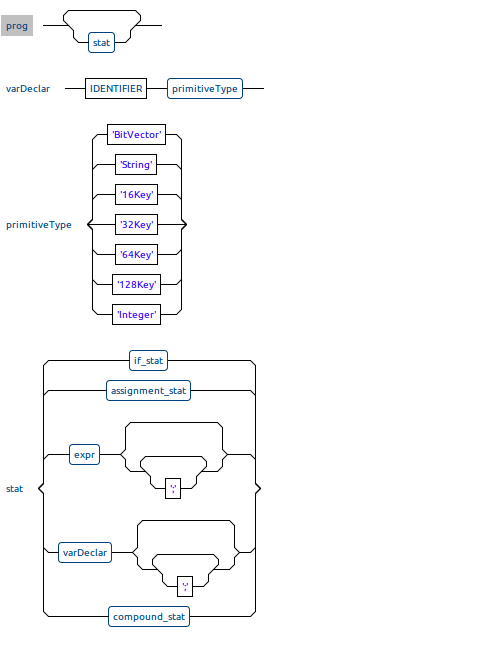 prog
stat
varDeclar IDENTIFIER primitiveType
'BitVector'
'String'
'16Key'
primitiveType '32Key'
'64Key'
'128Key'
'Integer'
if_stat
assignment_stat
expr
';'
stat
varDeclar
';'
compound_stat